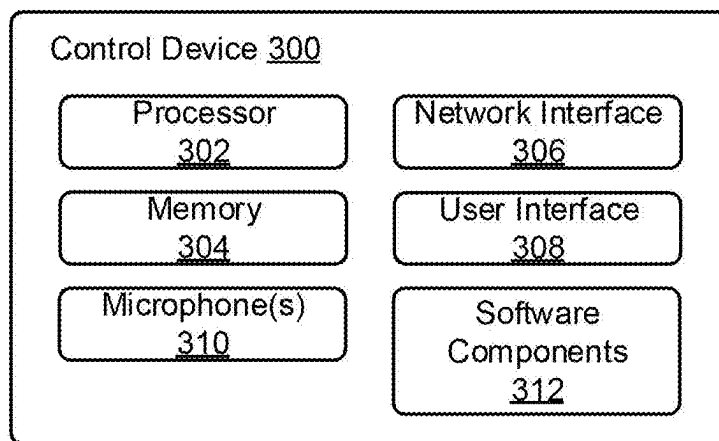 Control Device 300
Processor
302
Network Interface
306
Memory
304
User Interface
308
Microphone(s)
310
Software
Components
312